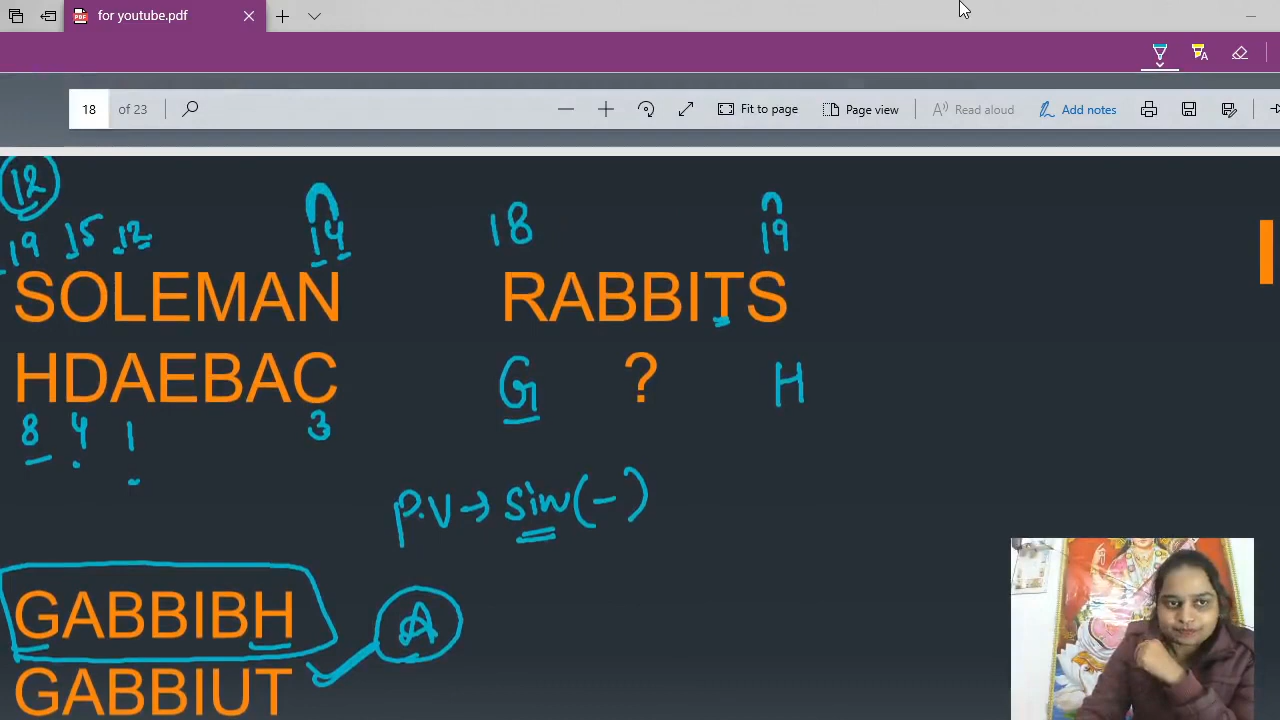 for youtube.pdf
18 of 23 Fit to page Page view Read aloud Add notes
12
19 15 12 14 18 19
SOLEMAN RABBITS
HDAEBAC G ? H
8 4 1 3
P.V → sin (-)
GABBIBH A
GABBIUT